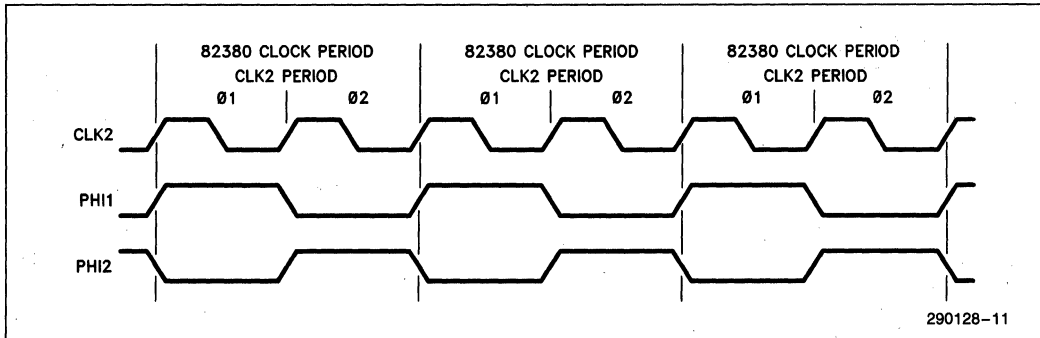 82380 CLOCK PERIOD 82380 CLOCK PERIOD 82380 CLOCK PERIOD
CLK2 PERIOD CLK2 PERIOD CLK2 PERIOD
Ø1 Ø2 Ø1 Ø2 Ø1 Ø2
CLK2
PHI1
PHI2
290128-11